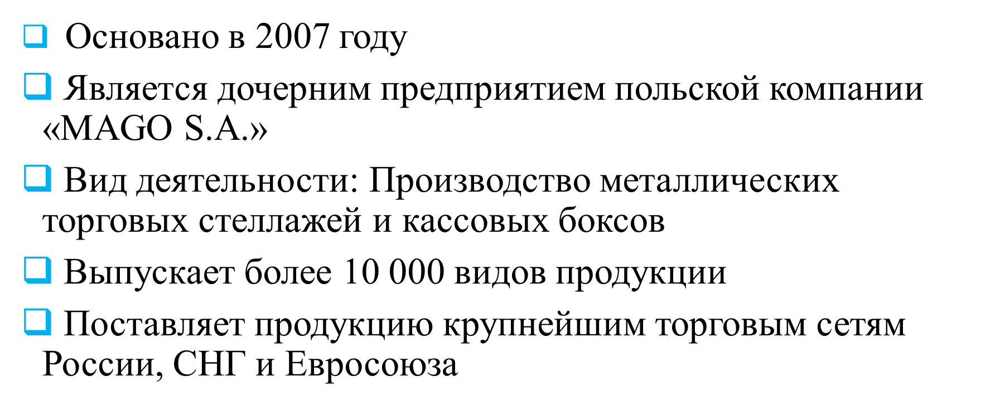 Основано в 2007 году
Является дочерним предприятием польской компании
«MAGO S.A.»
Вид деятельности: Производство металлических
торговых стеллажей и кассовых боксов
Выпускает более 10 000 видов продукции
Поставляет продукцию крупнейшим торговым сетям
России, СНГ и Евросоюза